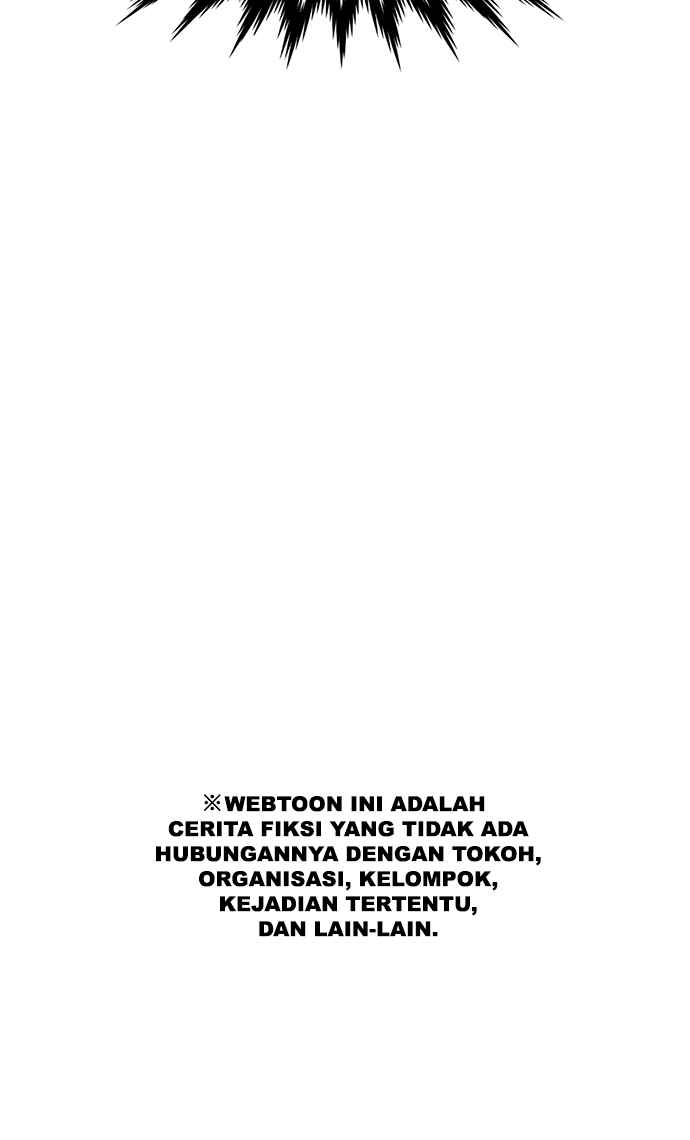 ※WEBTOON INI ADALAH
CERITA FIKSI YANG TIDAK ADA
HUBUNGANNYA DENGAN TOKOH,
ORGANISASI, KELOMPOK,
KEJADIAN TERTENTU,
DAN LAIN-LAIN.